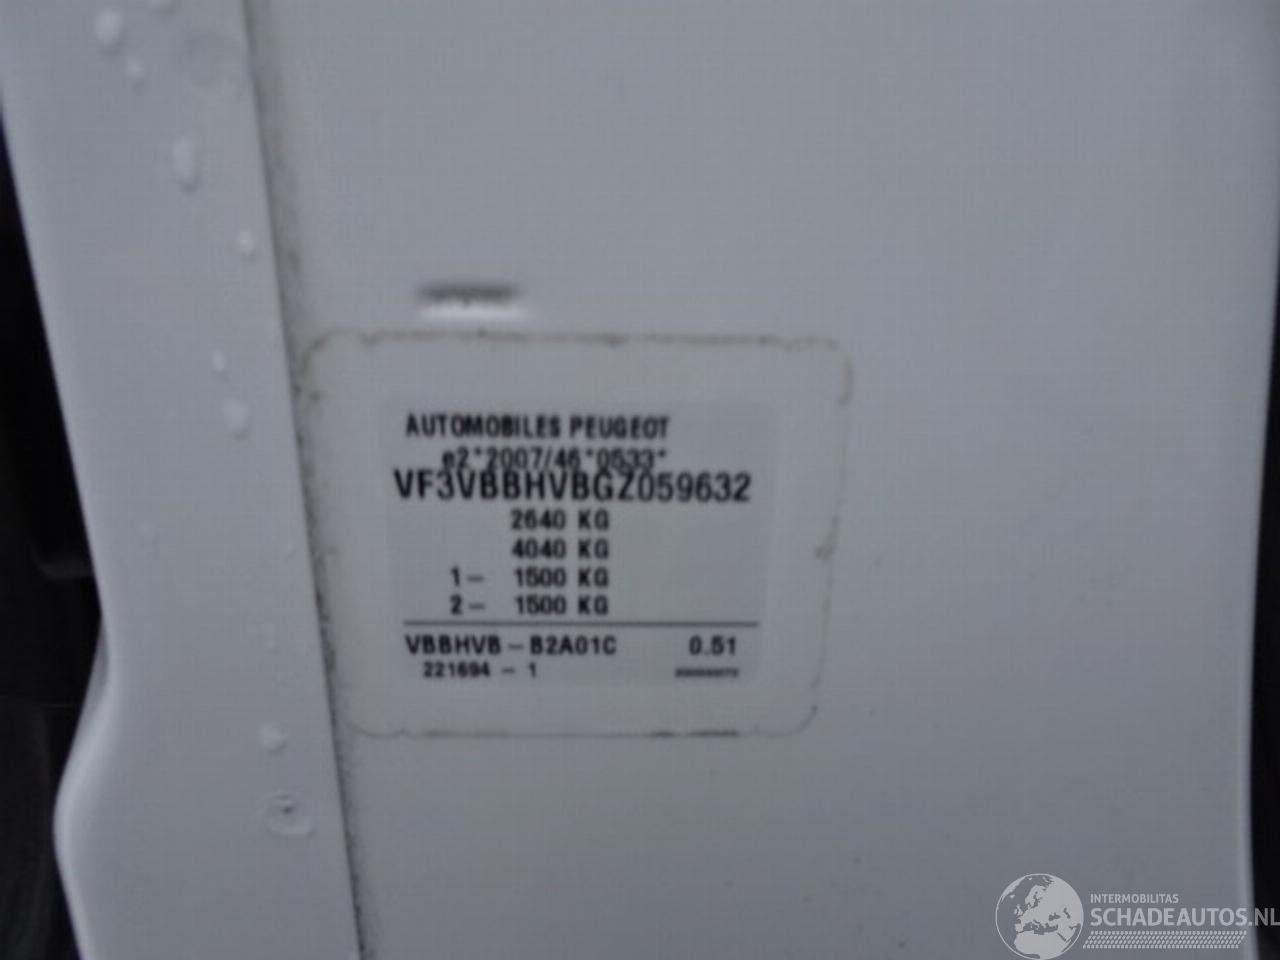 AUTOMOBILES PEUGEOT
e2*2007/46*0533*
VF3VBBHVBGZ059632
2640 KG
4040 KG
1- 1500 KG
2- 1500 KG
VBBHVB-B2A01C 0.51
221694 - 1
INTERMOBILITAS
SCHADEAUTOS.NL